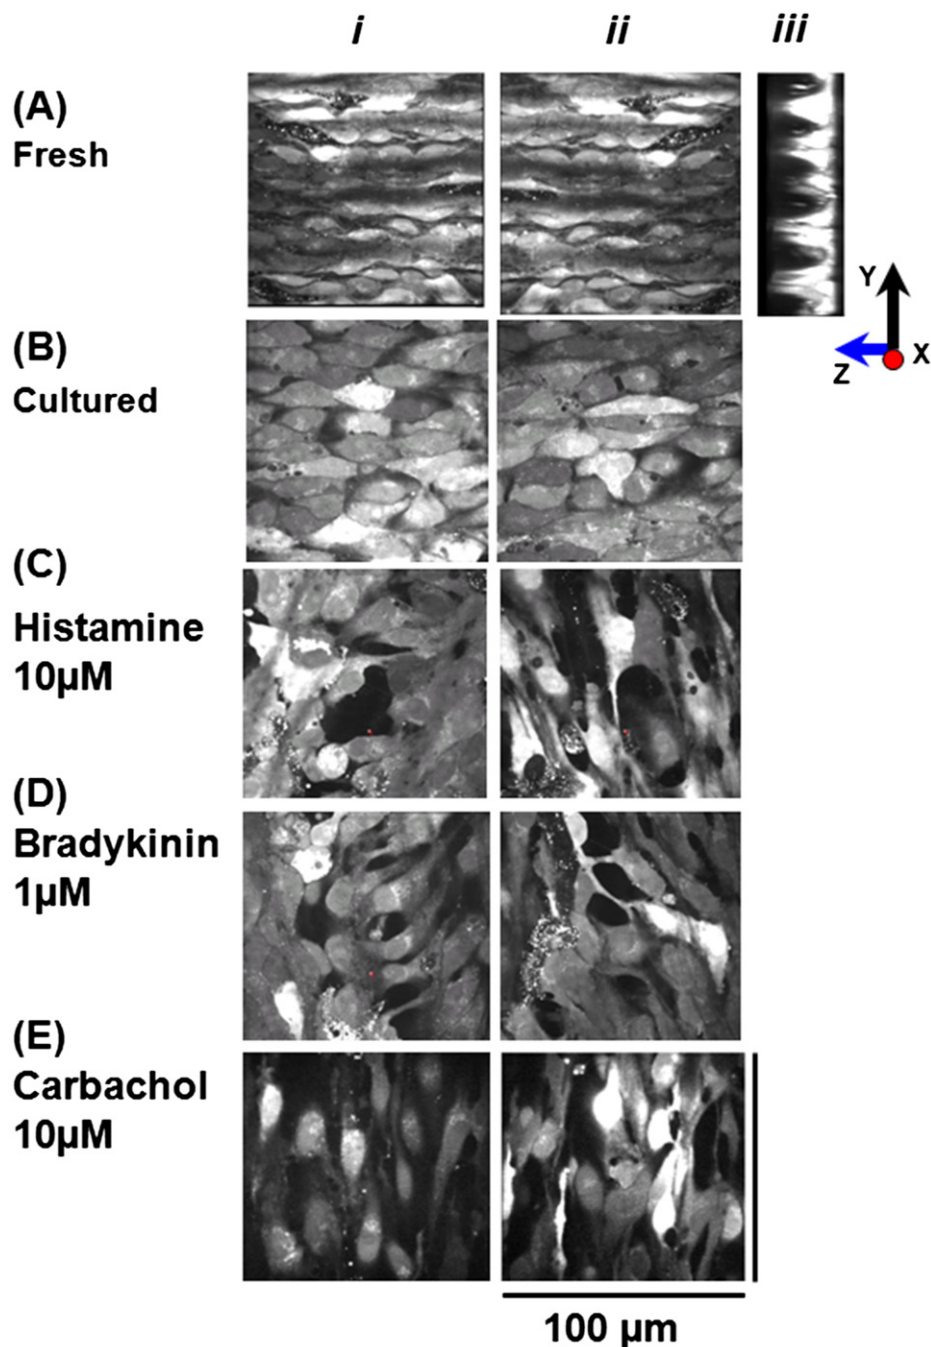 i ii iii
(A)
Fresh
Y
X
Z
(B)
Cultured
(C)
Histamine
10µM
(D)
Bradykinin
1µM
(E)
Carbachol
10µM
100 µm